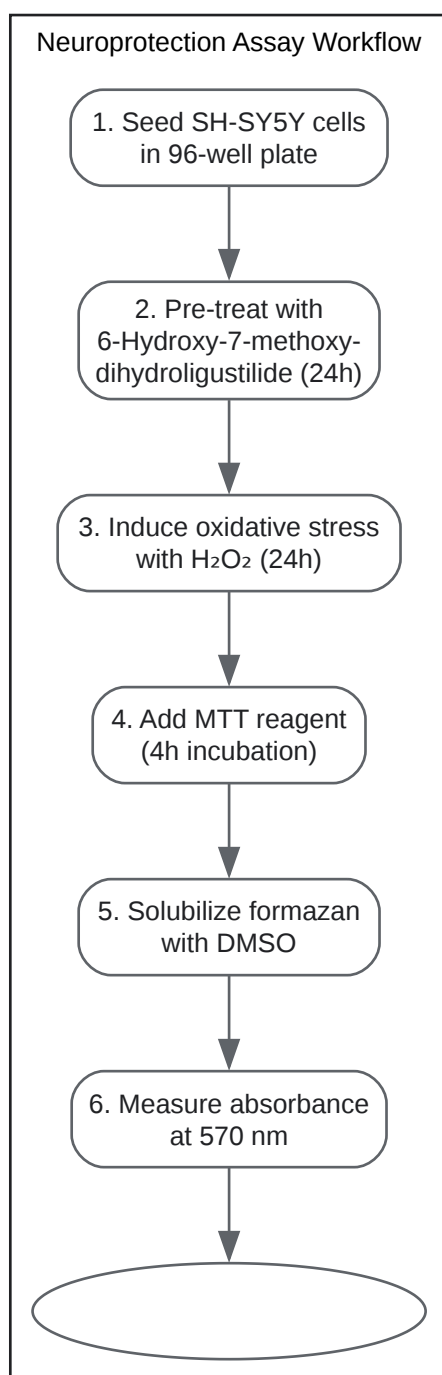 Neuroprotection Assay Workflow
1. Seed SH-SY5Y cells
in 96-well plate
2. Pre-treat with
6-Hydroxy-7-methoxy-
dihydroligustilide (24h)
3. Induce oxidative stress
with H₂O₂ (24h)
4. Add MTT reagent
(4h incubation)
5. Solubilize formazan
with DMSO
6. Measure absorbance
at 570 nm